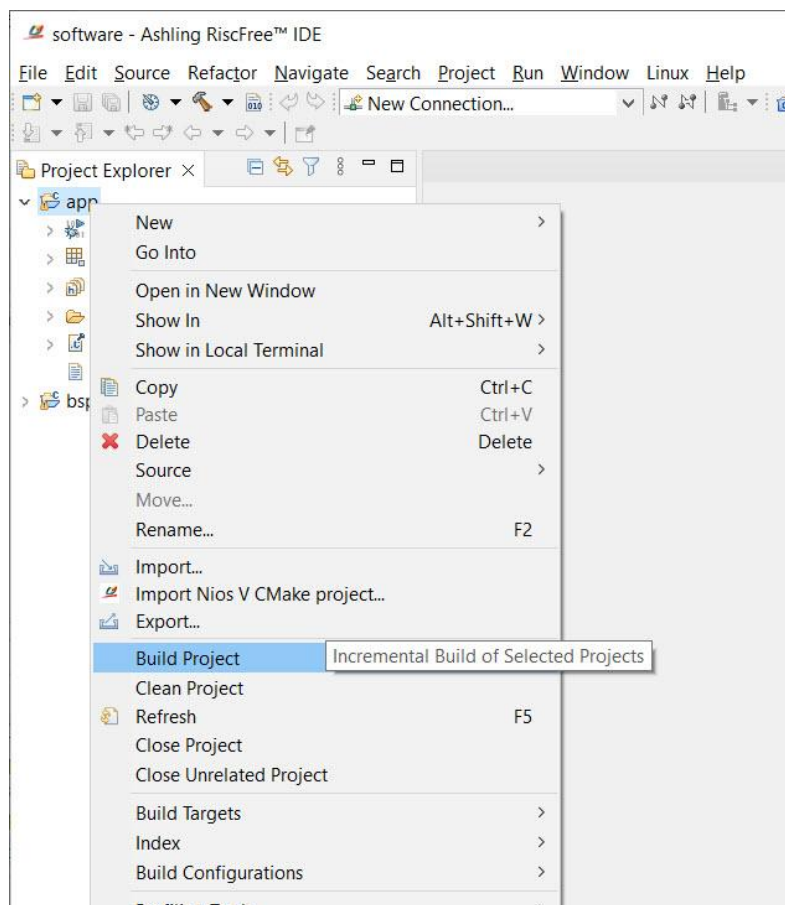 software - Ashling RiscFree™ IDE
File Edit Source Refactor Navigate Search Project Run Window Linux Help
New Connection...
Project Explorer
app
New
Go Into
Open in New Window
Show In Alt+Shift+W
Show in Local Terminal
bsp
Copy Ctrl+C
Paste Ctrl+V
Delete Delete
Source
Move...
Rename... F2
Import...
Import Nios V CMake project...
Export...
Build Project Incremental Build of Selected Projects
Clean Project
Refresh F5
Close Project
Close Unrelated Project
Build Targets
Index
Build Configurations